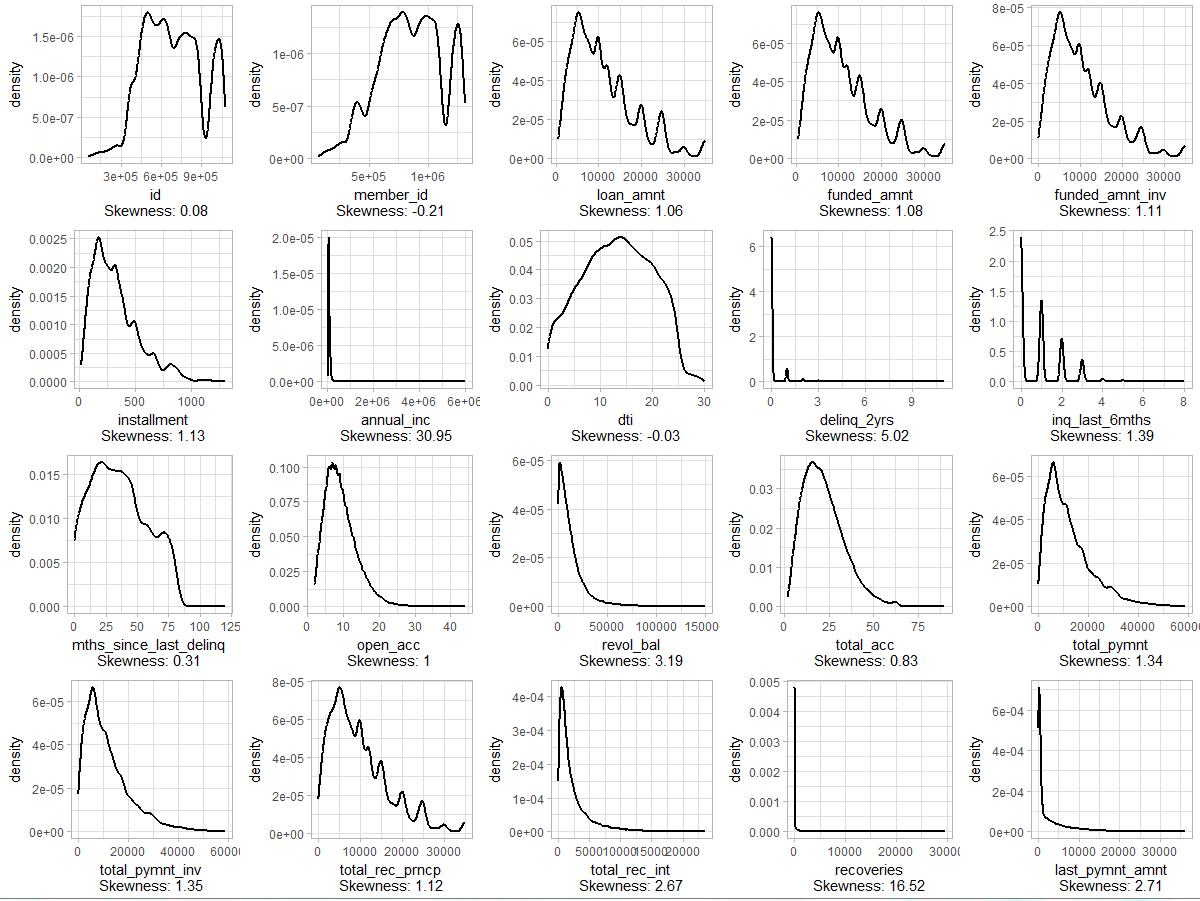 density
1.5e-06
1.0e-06
5.0e-07
0.0e+00
3e+05 6e+05 9e+05
id
Skewness: 0.08
density
1e-06
5e-07
0e+00
5e+05 1e+06
member_id
Skewness: -0.21
density
6e-05
4e-05
2e-05
0e+00
0 10000 20000 30000
loan_amnt
Skewness: 1.06
density
6e-05
4e-05
2e-05
0e+00
0 10000 20000 30000
funded_amnt
Skewness: 1.08
density
8e-05
6e-05
4e-05
2e-05
0e+00
0 10000 20000 30000
funded_amnt_inv
Skewness: 1.11
density
0.0025
0.0020
0.0015
0.0010
0.0005
0.0000
0 500 1000
installment
Skewness: 1.13
density
2.0e-05
1.5e-05
1.0e-05
5.0e-06
0.0e+00
0e+00 2e+06 4e+06 6e+06
annual_inc
Skewness: 30.95
density
0.05
0.04
0.03
0.02
0.01
0.00
0 10 20 30
dti
Skewness: -0.03
density
6
4
2
0
0 3 6 9
delinq_2yrs
Skewness: 5.02
density
2.5
2.0
1.5
1.0
0.5
0.0
0 2 4 6 8
inq_last_6mths
Skewness: 1.39
density
0.015
0.010
0.005
0.000
0 25 50 75 100 125
mths_since_last_delinq
Skewness: 0.31
density
0.100
0.075
0.050
0.025
0.000
0 10 20 30 40
open_acc
Skewness: 1
density
6e-05
4e-05
2e-05
0e+00
0 50000 100000 15000
revol_bal
Skewness: 3.19
density
0.03
0.02
0.01
0.00
0 25 50 75
total_acc
Skewness: 0.83
density
6e-05
4e-05
2e-05
0e+00
0 20000 40000 6000
total_pymnt
Skewness: 1.34
density
6e-05
4e-05
2e-05
0e+00
0 20000 40000 6000
total_pymnt_inv
Skewness: 1.35
density
8e-05
6e-05
4e-05
2e-05
0e+00
0 10000 20000 30000
total_rec_prncp
Skewness: 1.12
density
4e-04
3e-04
2e-04
1e-04
0e+00
0 5000 10000 15000 20000
total_rec_int
Skewness: 2.67
density
0.005
0.004
0.003
0.002
0.001
0.000
0 10000 20000 3000
recoveries
Skewness: 16.52
density
6e-04
4e-04
2e-04
0e+00
0 10000 20000 30000
last_pymnt_amnt
Skewness: 2.71